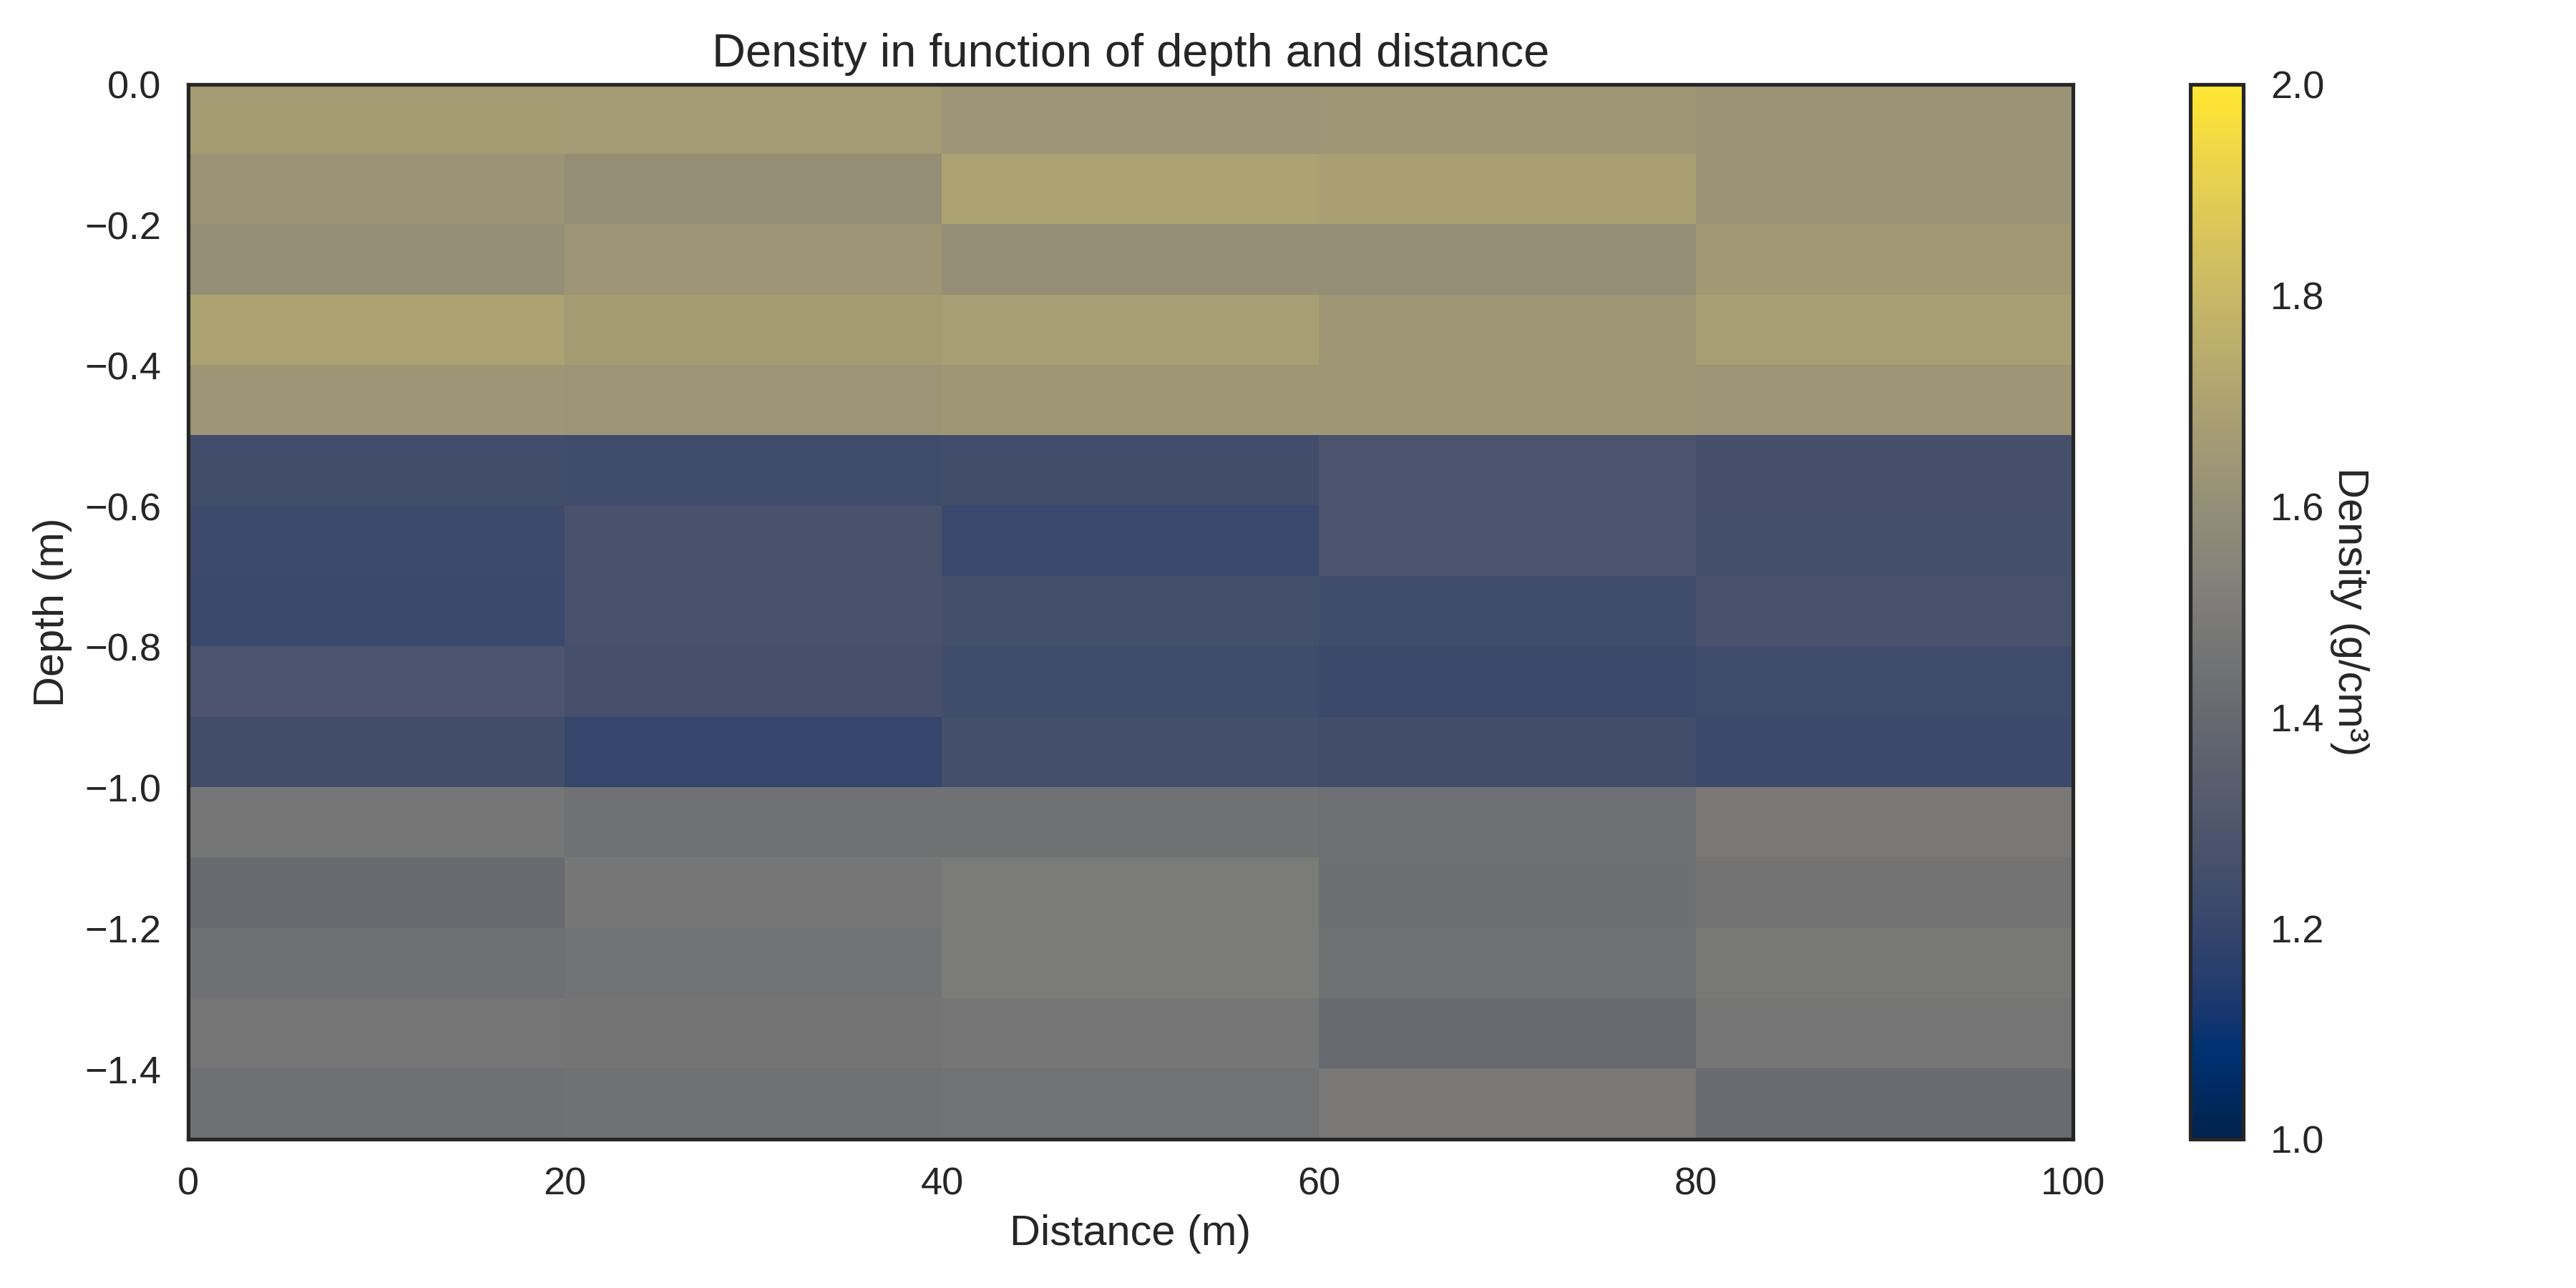 Density in function of depth and distance
0.0
−0.2
−0.4
−0.6
−0.8
−1.0
−1.2
−1.4
Depth (m)
0 20 40 60 80 100
Distance (m)
2.0
1.8
1.6
1.4
1.2
1.0
Density (g/cm³)